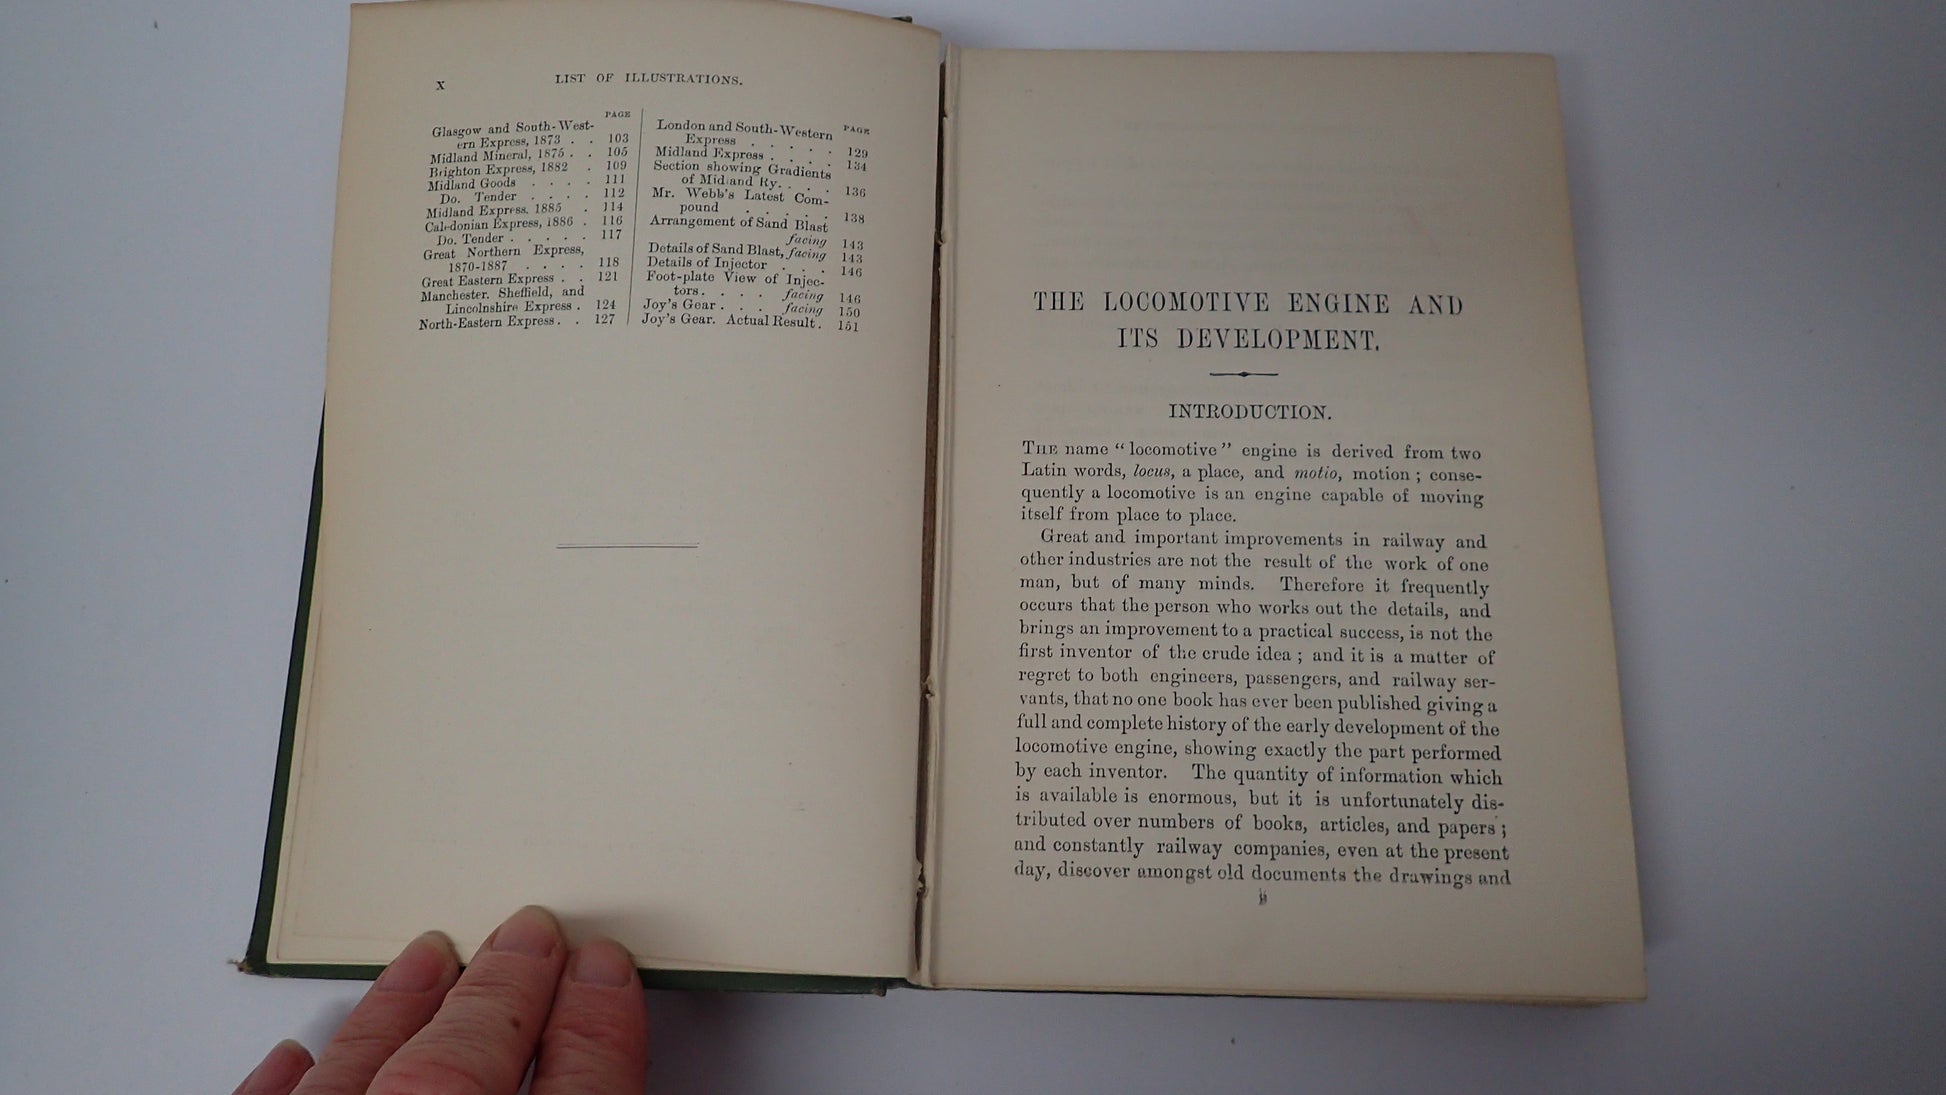 x
LIST OF ILLUSTRATIONS.
PAGE
Glasgow and South-West-
ern Express, 1873 . . 103
Midland Mineral, 1875 . . 105
Brighton Express, 1882 . 109
Midland Goods . . . . 111
Do. Tender . . . . 112
Midland Express, 1885 . 114
Caledonian Express, 1886 . 116
Do. Tender . . . . . 117
Great Northern Express,
1870-1887 . . . . 118
Great Eastern Express . . 121
Manchester, Sheffield, and
Lincolnshire Express . 124
North-Eastern Express . . 127
PAGE
London and South-Western
Express . . . . . 129
Midland Express . . . . 134
Section showing Gradients
of Midland Ry. . . . 136
Mr. Webb's Latest Com-
pound . . . . . 138
Arrangement of Sand Blast
facing 143
Details of Sand Blast, facing 143
Details of Injector . . . 146
Foot-plate View of Injec-
tors . . . . facing 146
Joy's Gear . . . facing 150
Joy's Gear. Actual Result . 151
THE LOCOMOTIVE ENGINE AND
ITS DEVELOPMENT.
INTRODUCTION.
THE name "locomotive" engine is derived from two
Latin words, locus, a place, and motio, motion ; conse-
quently a locomotive is an engine capable of moving
itself from place to place.
Great and important improvements in railway and
other industries are not the result of the work of one
man, but of many minds. Therefore it frequently
occurs that the person who works out the details, and
brings an improvement to a practical success, is not the
first inventor of the crude idea ; and it is a matter of
regret to both engineers, passengers, and railway ser-
vants, that no one book has ever been published giving a
full and complete history of the early development of the
locomotive engine, showing exactly the part performed
by each inventor. The quantity of information which
is available is enormous, but it is unfortunately dis-
tributed over numbers of books, articles, and papers ;
and constantly railway companies, even at the present
day, discover amongst old documents the drawings and